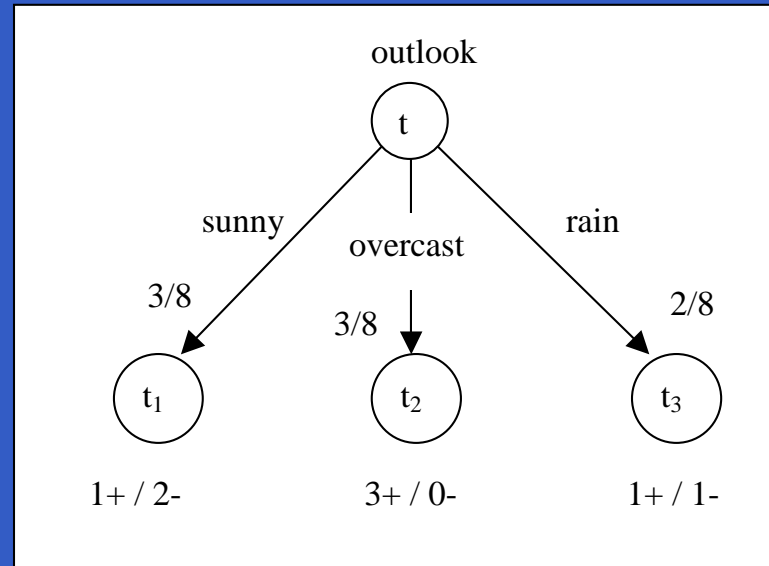 outlook
t
sunny
rain
overcast
3/8
3/8
2/8
t₁
t₂
t₃
1+ / 2-
3+ / 0-
1+ / 1-